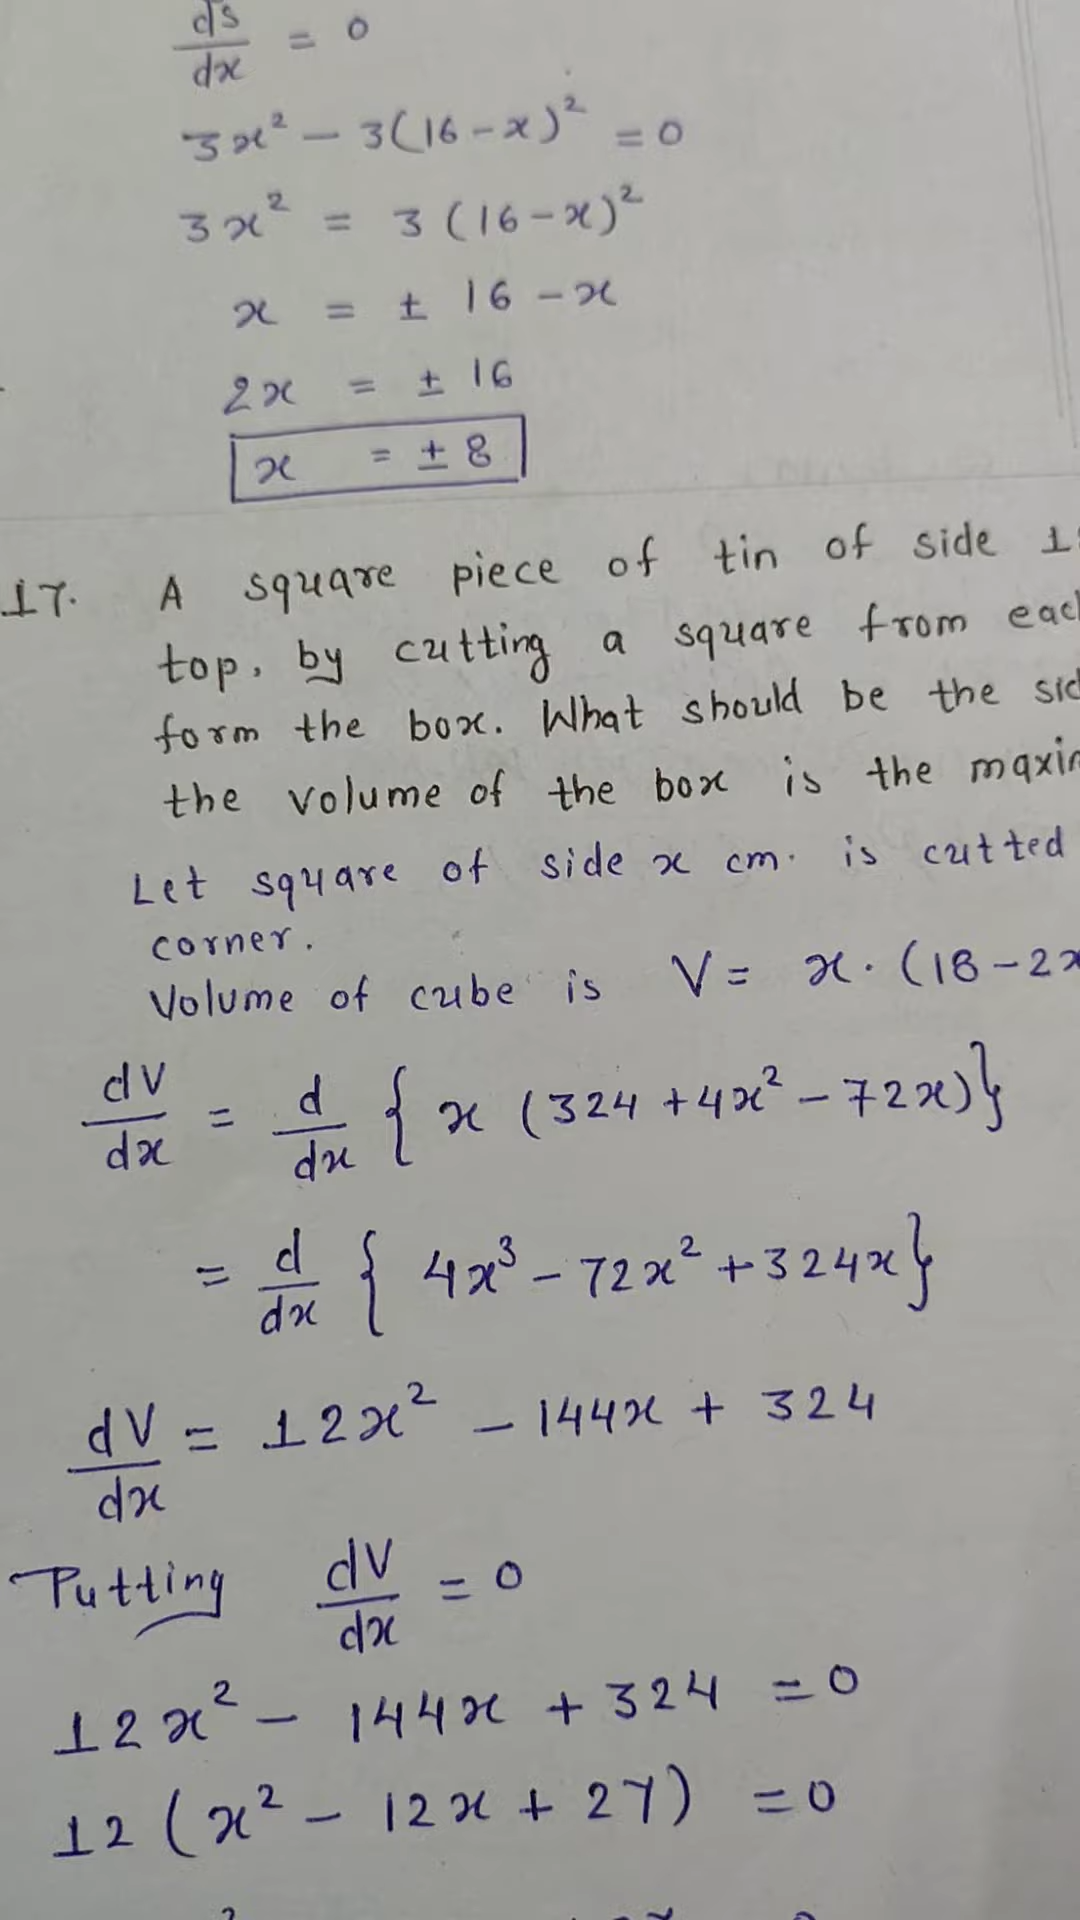 ds/dx = 0
3x² − 3(16−x)² = 0
3x² = 3(16−x)²
x = ± 16 − x
2x = ± 16
x = ± 8
17. A square piece of tin of side
top, by cutting a square from
form the box. What should be the
the volume of the box is the
Let square of side x cm. is cutted
corner.
Volume of cube is V = x.(18−2x
dV/dx = d/dx { x (324 + 4x² − 72x)}
= d/dx { 4x³ − 72x² + 324x}
dV/dx = 12x² − 144x + 324
Putting dV/dx = 0
12x² − 144x + 324 = 0
12(x² − 12x + 27) = 0